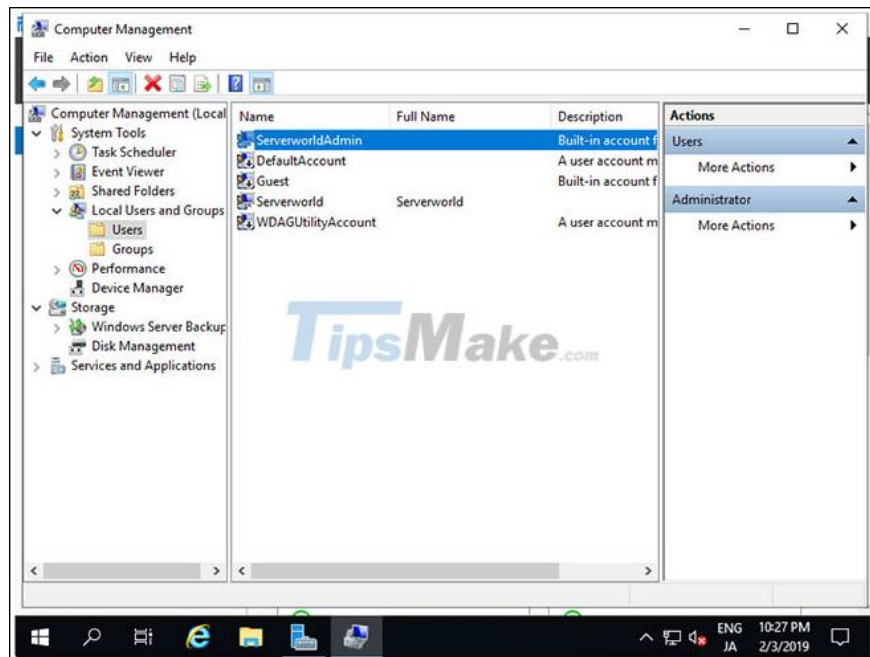 Computer Management
File Action View Help
Computer Management (Local
System Tools
Task Scheduler
Event Viewer
Shared Folders
Local Users and Groups
Users
Groups
Performance
Device Manager
Storage
Windows Server Backup
Disk Management
Services and Applications
Name Full Name Description
ServerworldAdmin Built-in account f
DefaultAccount A user account m
Guest Built-in account f
Serverworld Serverworld
WDAGUtilityAccount A user account m
Actions
Users
More Actions
Administrator
More Actions
TipsMake.com
ENG 10:27 PM
JA 2/3/2019